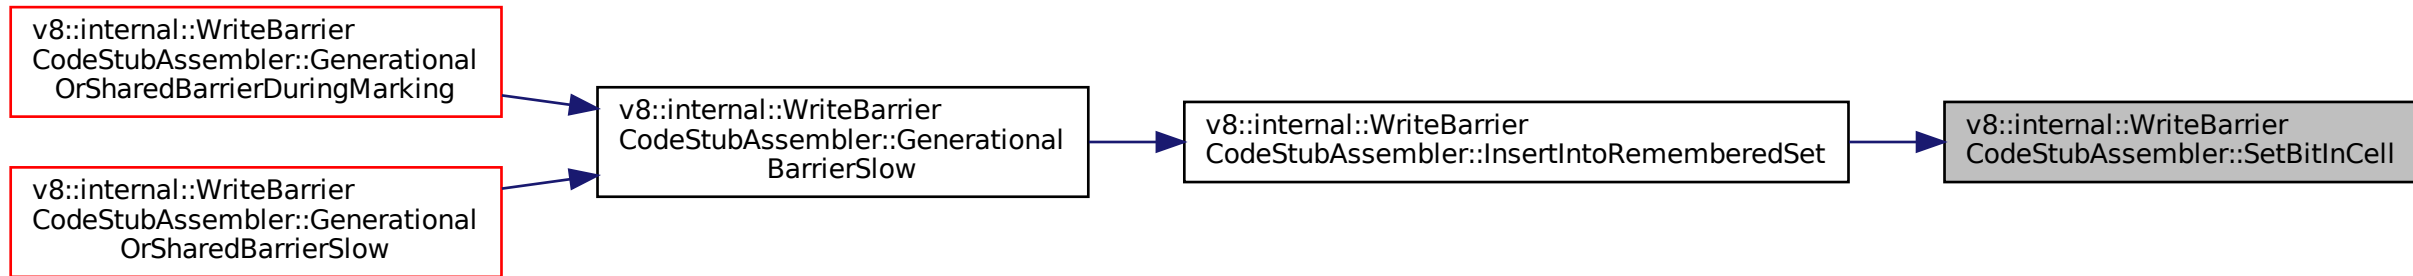 v8::internal::WriteBarrier
CodeStubAssembler::Generational
OrSharedBarrierDuringMarking
v8::internal::WriteBarrier
CodeStubAssembler::Generational
OrSharedBarrierSlow
v8::internal::WriteBarrier
CodeStubAssembler::Generational
BarrierSlow
v8::internal::WriteBarrier
CodeStubAssembler::InsertIntoRememberedSet
v8::internal::WriteBarrier
CodeStubAssembler::SetBitInCell